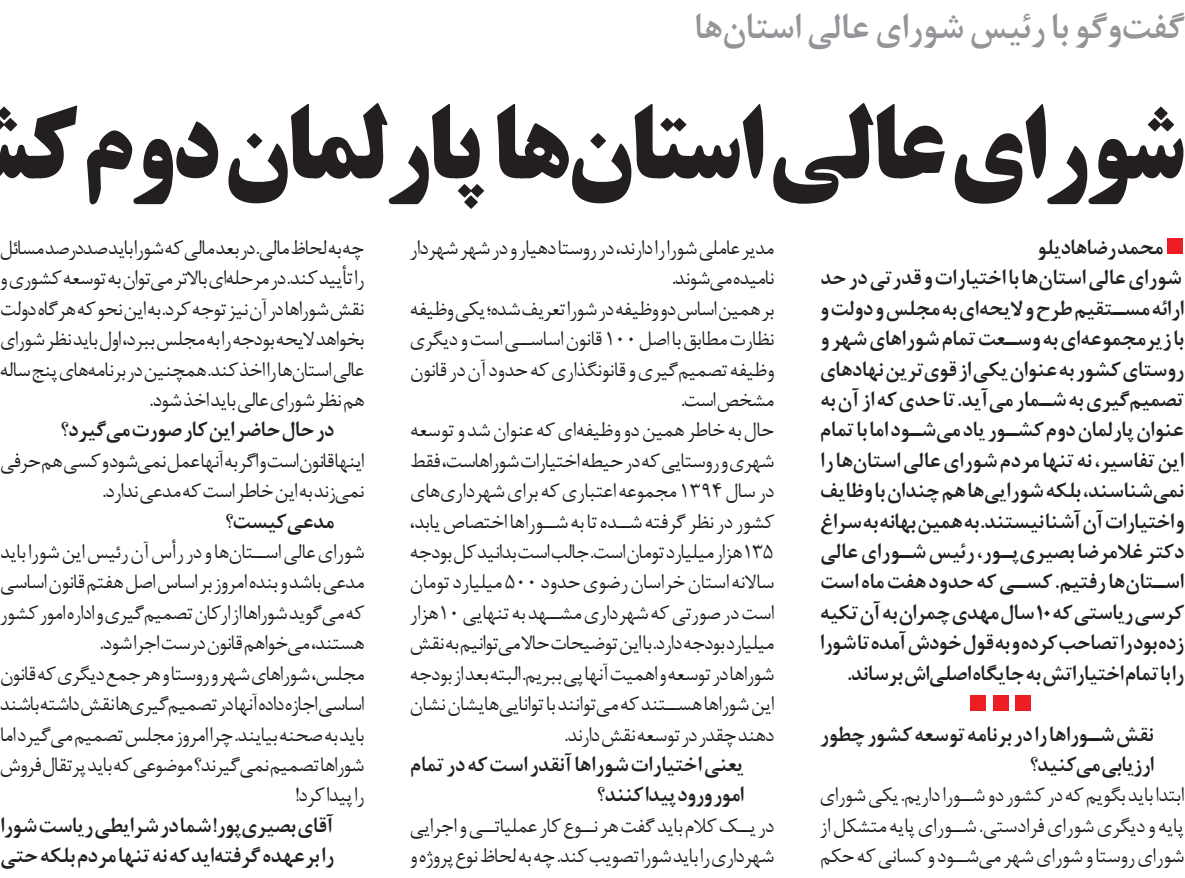 گفت‌وگو با رئیس شورای عالی استان‌ها
شورای عالی استان‌ها پارلمان دوم
محمدرضا هادیلو
شورای عالی استان‌ها با اختیارات و قدرتی در حد
ارائه مستقیم طرح و لایحه‌ای به مجلس و دولت و
با زیرمجموعه‌ای به وسعت تمام شوراهای شهر و
روستای کشور به عنوان یکی از قوی‌ترین نهادهای
تصمیم‌گیری به شمار می‌آید. تا حدی که از آن به
عنوان پارلمان دوم کشور یاد می‌شود اما با تمام
این تفاسیر، نه تنها مردم شورای عالی استان‌ها را
نمی‌شناسند، بلکه شورایی‌ها هم چندان با وظایف
و اختیارات آن آشنا نیستند. به همین بهانه به سراغ
دکتر غلامرضا بصیری‌پور، رئیس شورای عالی
استان‌ها رفتیم. کسی که حدود هفت ماه است
کرسی ریاستی که ۱۰ سال مهدی چمران به آن تکیه
زده بود را تصاحب کرده و به قول خودش آمده تا شورا
را با تمام اختیاراتش به جایگاه اصلی‌اش برساند.
نقش شوراها را در برنامه توسعه کشور چطور
ارزیابی می‌کنید؟
ابتدا باید بگویم که در کشور دو شورا داریم. یکی شورای
پایه و دیگری شورای فرادستی. شورای پایه متشکل از
شورای روستا و شورای شهر می‌شود و کسانی که حکم
مدیر عاملی شورا را دارند، در روستا دهیار و در شهر شهردار
نامیده می‌شوند.
بر همین اساس دو وظیفه در شورا تعریف شده؛ یکی وظیفه
نظارت مطابق با اصل ۱۰۰ قانون اساسی است و دیگری
وظیفه تصمیم‌گیری و قانونگذاری که حدود آن در قانون
مشخص است.
حال به خاطر همین دو وظیفه‌ای که عنوان شد و توسعه
شهری و روستایی که در حیطه اختیارات شوراهاست، فقط
در سال ۱۳۹۴ مجموعه اعتباری که برای شهرداری‌های
کشور در نظر گرفته شده تا به شوراها اختصاص یابد،
۱۳۵ هزار میلیارد تومان است. جالب است بدانید کل بودجه
سالانه استان خراسان رضوی حدود ۵۰۰ میلیارد تومان
است در صورتی که شهرداری مشهد به تنهایی ۱۰ هزار
میلیارد بودجه دارد. با این توضیحات حالا می‌توانیم به نقش
شوراها در توسعه و اهمیت آنها پی ببریم. البته بعد از بودجه
این شوراها هستند که می‌توانند با توانایی‌هایشان نشان
دهند چقدر در توسعه نقش دارند.
یعنی اختیارات شوراها آنقدر است که در تمام
امور ورود پیدا کنند؟
در یک کلام باید گفت هر نوع کار عملیاتی و اجرایی
شهرداری را باید شورا تصویب کند. چه به لحاظ نوع پروژه و
چه به لحاظ مالی. در بعد مالی که شورا باید صددرصد مسائل
را تأیید کند. در مرحله‌ای بالاتر می‌توان به توسعه کشوری و
نقش شوراها در آن نیز توجه کرد. به این نحو که هر گاه دولت
بخواهد لایحه بودجه را به مجلس ببرد، اول باید نظر شورای
عالی استان‌ها را اخذ کند. همچنین در برنامه‌های پنج ساله
هم نظر شورای عالی باید اخذ شود.
در حال حاضر این کار صورت می‌گیرد؟
اینها قانون است و اگر به آنها عمل نمی‌شود و کسی هم حرفی
نمی‌زند به این خاطر است که مدعی ندارد.
مدعی کیست؟
شورای عالی استان‌ها و در رأس آن رئیس این شورا باید
مدعی باشد و بنده امروز بر اساس اصل هفتم قانون اساسی
که می‌گوید شوراها از ارکان تصمیم‌گیری و اداره امور کشور
هستند، می‌خواهم قانون درست اجرا شود.
مجلس، شوراهای شهر و روستا و هر جمع دیگری که قانون
اساسی اجازه داده آنها در تصمیم‌گیری‌ها نقش داشته باشند
باید به صحنه بیایند. چرا امروز مجلس تصمیم می‌گیرد اما
شوراها تصمیم نمی‌گیرند؟ موضوعی که باید پرتقال فروش
را پیدا کرد!
آقای بصیری‌پور! شما در شرایطی ریاست شورا
را بر عهده گرفته‌اید که نه تنها مردم بلکه حتی